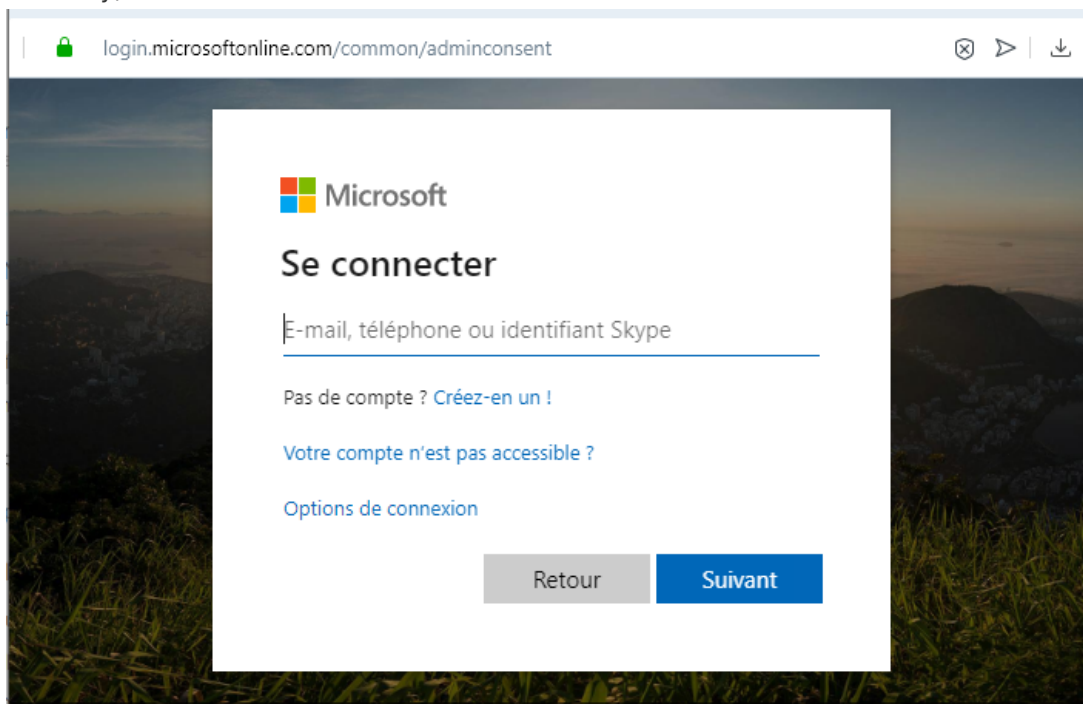 login.microsoftonline.com/common/adminconsent
Microsoft
Se connecter
E-mail, téléphone ou identifiant Skype
Pas de compte ? Créez-en un !
Votre compte n'est pas accessible ?
Options de connexion
Retour Suivant